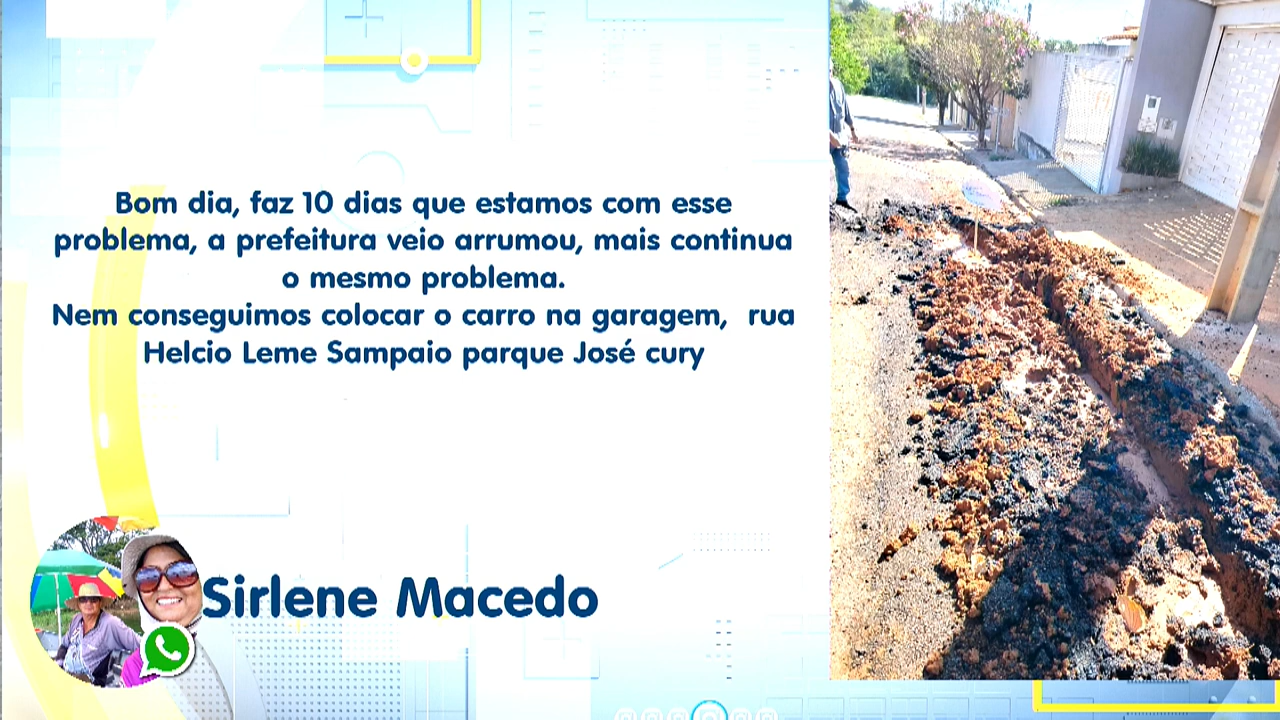 Bom dia, faz 10 dias que estamos com esse
problema, a prefeitura veio arrumou, mais continua
o mesmo problema.
Nem conseguimos colocar o carro na garagem, rua
Helcio Leme Sampaio parque José cury
Sirlene Macedo